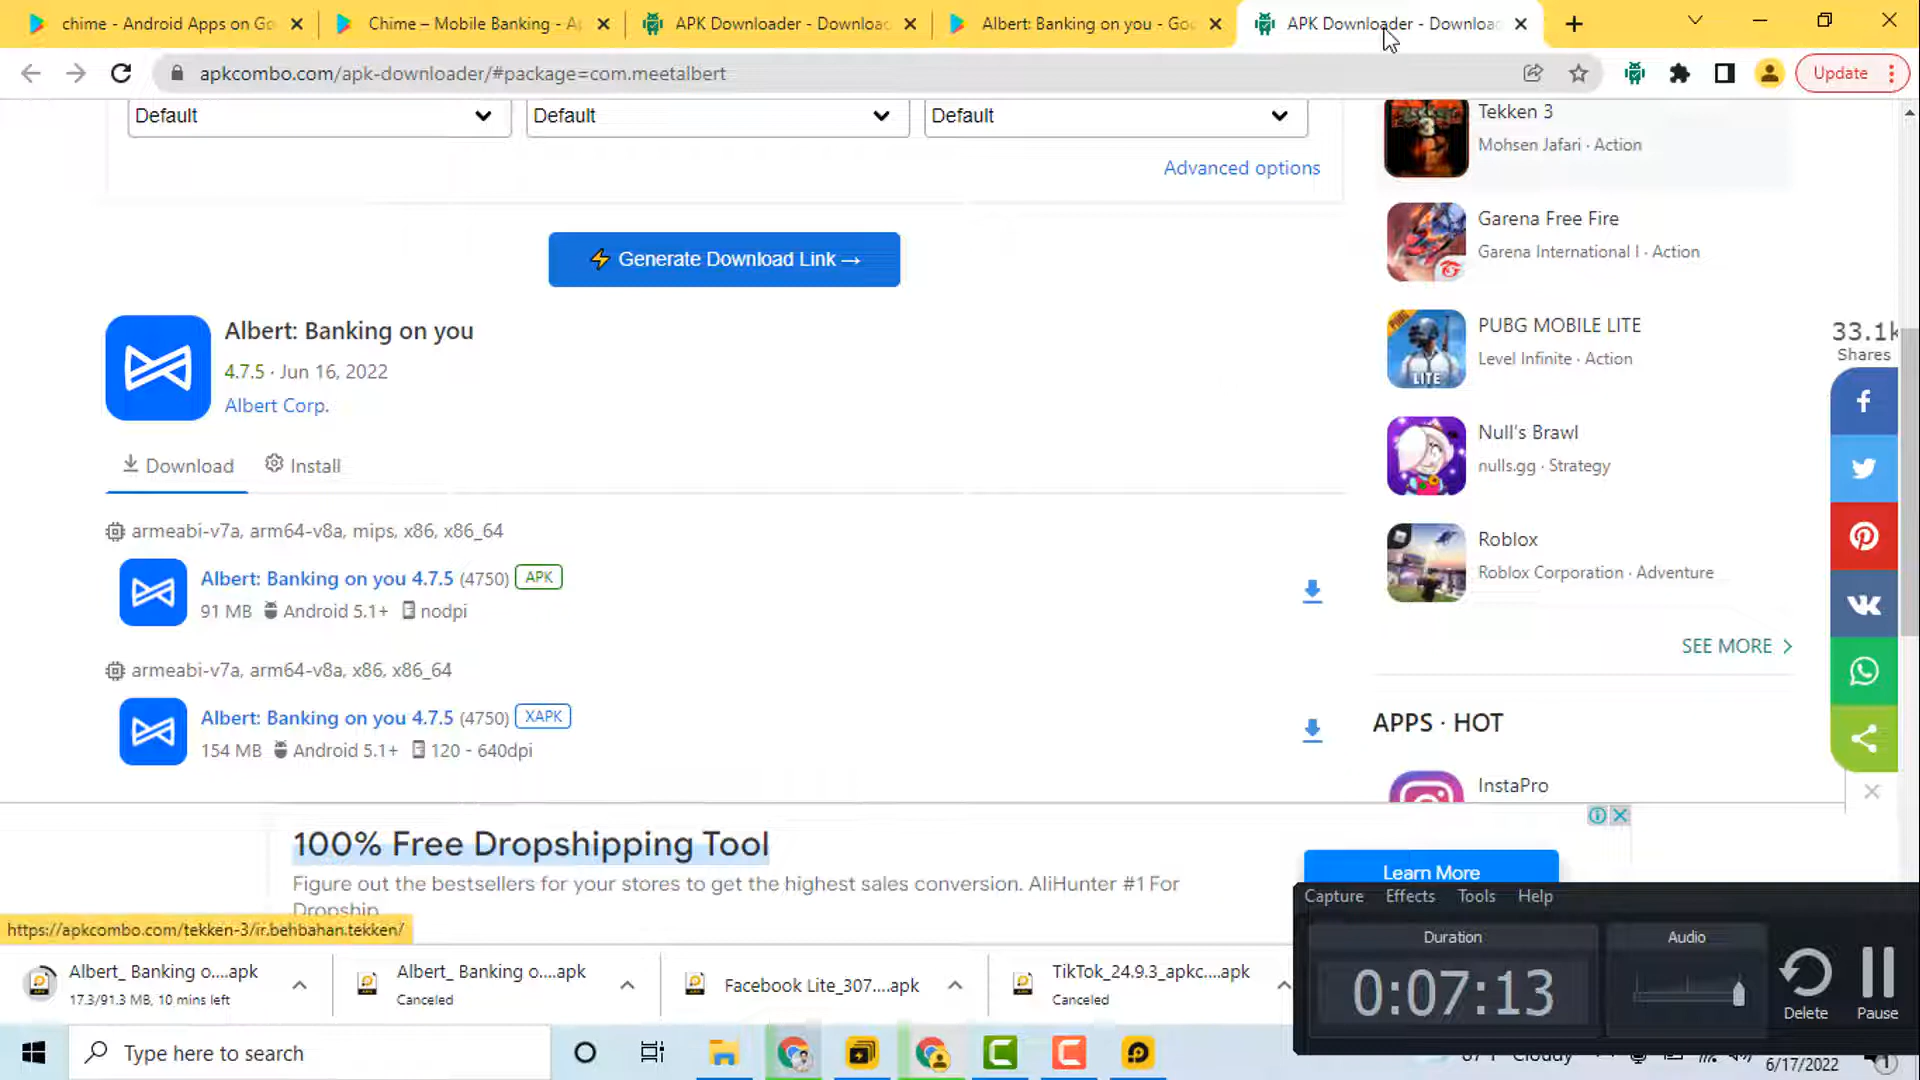 chime - Android Apps on Go
Chime – Mobile Banking - Ap
APK Downloader - Download
Albert: Banking on you - Goo
APK Downloader - Download
apkcombo.com/apk-downloader/#package=com.meetalbert
Update
Default
Default
Default
Advanced options
Generate Download Link →
Albert: Banking on you
4.7.5 · Jun 16, 2022
Albert Corp.
Download
Install
armeabi-v7a, arm64-v8a, mips, x86, x86_64
Albert: Banking on you 4.7.5 (4750) APK
91 MB Android 5.1+ nodpi
armeabi-v7a, arm64-v8a, x86, x86_64
Albert: Banking on you 4.7.5 (4750) XAPK
154 MB Android 5.1+ 120 - 640dpi
Tekken 3
Mohsen Jafari · Action
Garena Free Fire
Garena International I · Action
PUBG MOBILE LITE
Level Infinite · Action
Null's Brawl
nulls.gg · Strategy
Roblox
Roblox Corporation · Adventure
SEE MORE >
APPS · HOT
InstaPro
33.1k
Shares
100% Free Dropshipping Tool
Figure out the bestsellers for your stores to get the highest sales conversion. AliHunter #1 For
Dropship
Learn More
https://apkcombo.com/tekken-3/ir.behbahan.tekken/
Albert_ Banking o....apk
17.3/91.3 MB, 10 mins left
Albert_ Banking o....apk
Canceled
Facebook Lite_307....apk
TikTok_24.9.3_apkc....apk
Canceled
Capture Effects Tools Help
Duration
0:07:13
Audio
Delete
Pause
Type here to search
Cloudy
6/17/2022
1